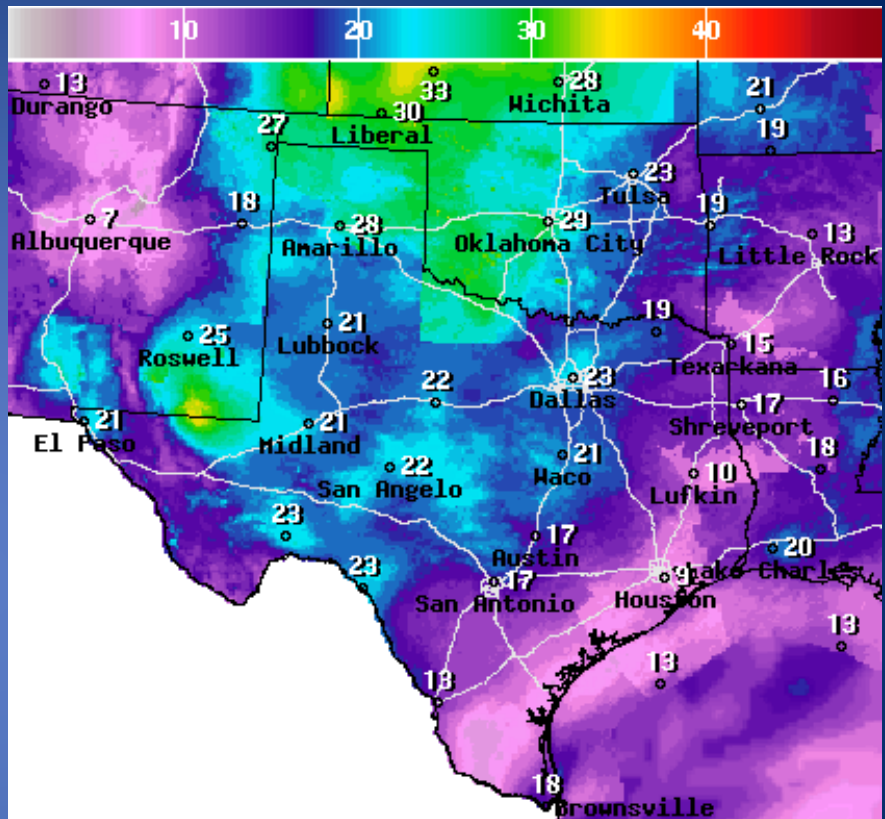 10 20 30 40
13 33 28
Durango Wichita 21
30
Liberal
27 19
23
Tulsa
7 18 28 29 19 13
Albuquerque Amarillo Oklahoma City Little Rock
25 21 19
Roswell Lubbock 15
Texarkana
22 23 16
Dallas 17
21 21 Shreveport
El Paso Midland
22 21 18
San Angelo Waco 10
Lufkin
23 17
Austin 20
23 17 9 Lake Charles
San Antonio Houston
13 13
13
18
Brownsville